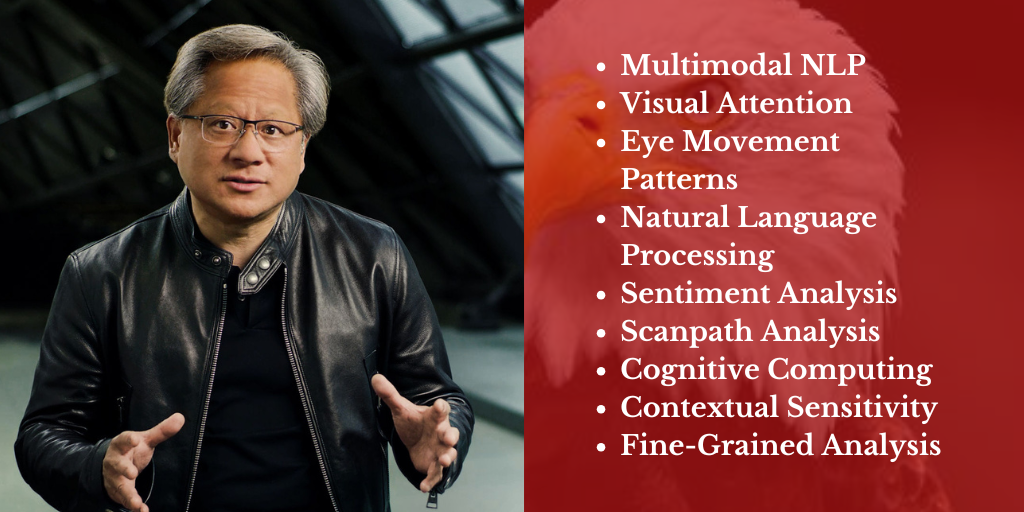 • Multimodal NLP
• Visual Attention
• Eye Movement
Patterns
• Natural Language
Processing
• Sentiment Analysis
• Scanpath Analysis
• Cognitive Computing
• Contextual Sensitivity
• Fine-Grained Analysis